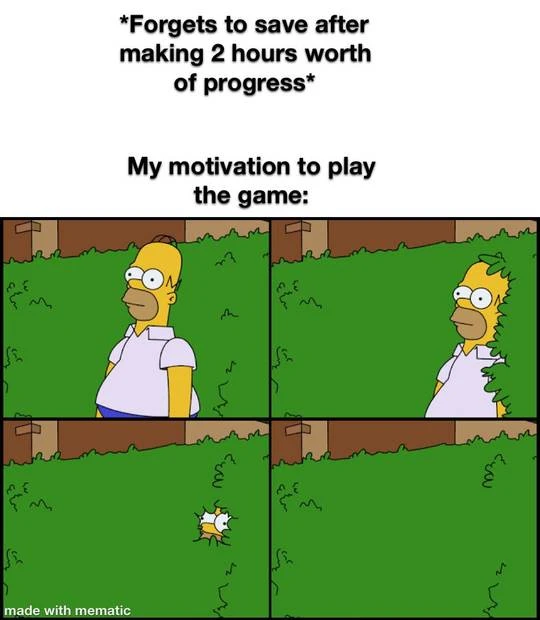 *Forgets to save after
making 2 hours worth
of progress*
My motivation to play
the game:
made with mematic